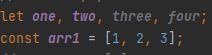 let one, two, three, four;
const arr1 = [1, 2, 3];